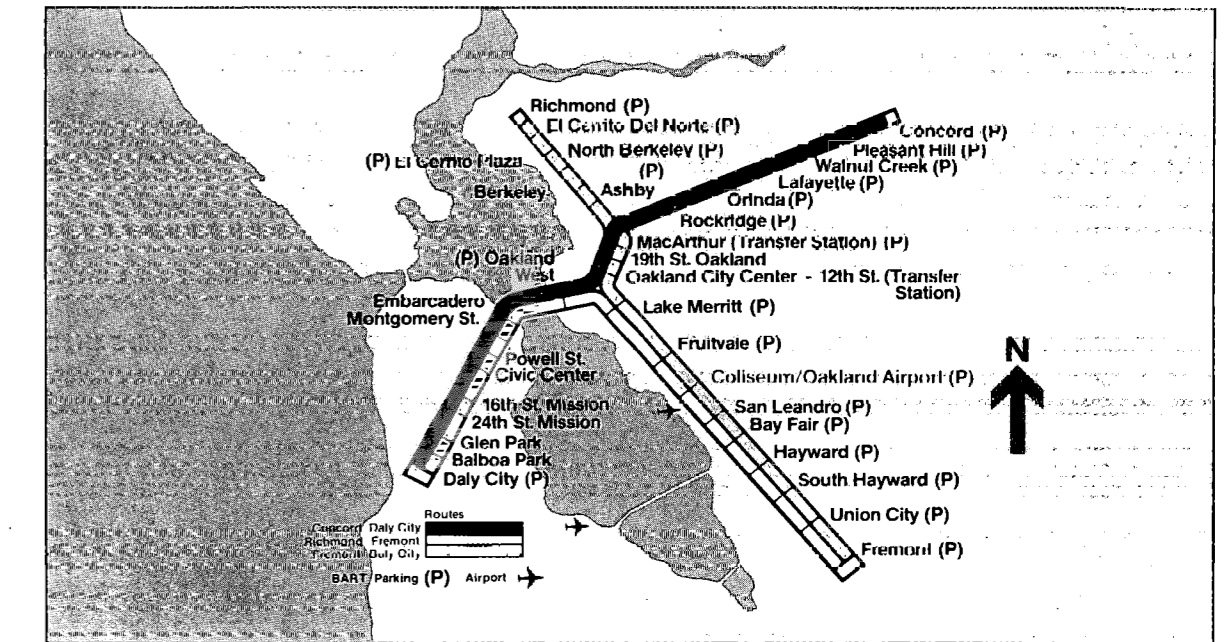 Richmond (P)
El Cerrito Del Norte (P)
North Berkeley (P)
(P) El Cerrito Plaza
(P)
Berkeley
Ashby
Concord (P)
Pleasant Hill (P)
Walnut Creek (P)
Lafayette (P)
Orinda (P)
Rockridge (P)
MacArthur (Transfer Station) (P)
19th St. Oakland
Oakland City Center - 12th St. (Transfer
Station)
(P) Oakland
West
Embarcadero
Montgomery St.
Lake Merritt (P)
Fruitvale (P)
Coliseum/Oakland Airport (P)
San Leandro (P)
Bay Fair (P)
Hayward (P)
South Hayward (P)
Union City (P)
Fremont (P)
Powell St.
Civic Center
16th St. Mission
24th St. Mission
Glen Park
Balboa Park
Daly City (P)
N
Routes
Concord Daly City
Richmond Fremont
Fremont Daly City
BART Parking (P) Airport